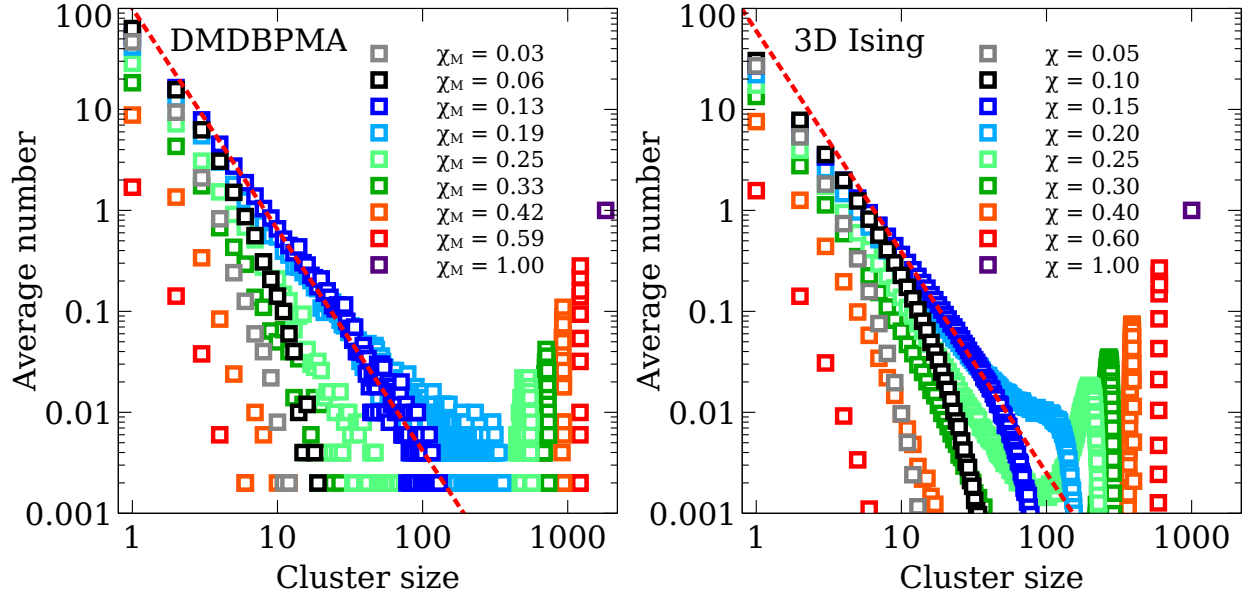 DMDBPMA
χM = 0.03
χM = 0.06
χM = 0.13
χM = 0.19
χM = 0.25
χM = 0.33
χM = 0.42
χM = 0.59
χM = 1.00
100
10
1
0.1
0.01
0.001
Average number
1
10
100
1000
Cluster size
3D Ising
χ = 0.05
χ = 0.10
χ = 0.15
χ = 0.20
χ = 0.25
χ = 0.30
χ = 0.40
χ = 0.60
χ = 1.00
100
10
1
0.1
0.01
0.001
Average number
1
10
100
1000
Cluster size